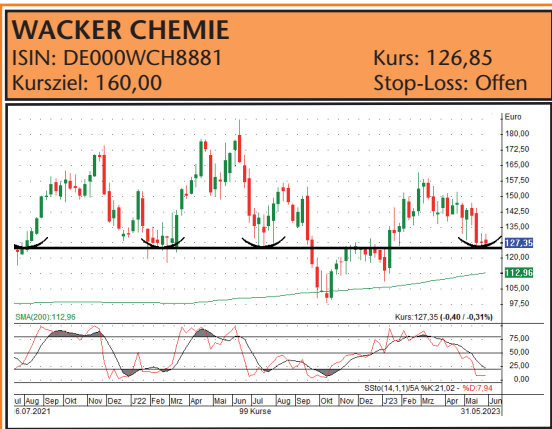 WACKER CHEMIE
ISIN: DE000WCH8881 Kurs: 126,85
Kursziel: 160,00 Stop-Loss: Offen
Euro
180,00
172,50
165,00
157,50
150,00
142,50
135,00
127,35
120,00
112,96
105,00
97,50
SMA(200):112,96 Kurs:127,35 (-0,40 / -0,31%)
75,00
50,00
25,00
0,00
SSto(14,1,1)/5A %K:21,02 - %D:7,94
ul Aug Sep Okt Nov Dez J'22 Feb Mrz Apr Mai Jun Jul Aug Sep Okt Nov Dez J'23 Feb Mrz Apr Mai Jun
6.07.2021 99 Kurse 31.05.2023